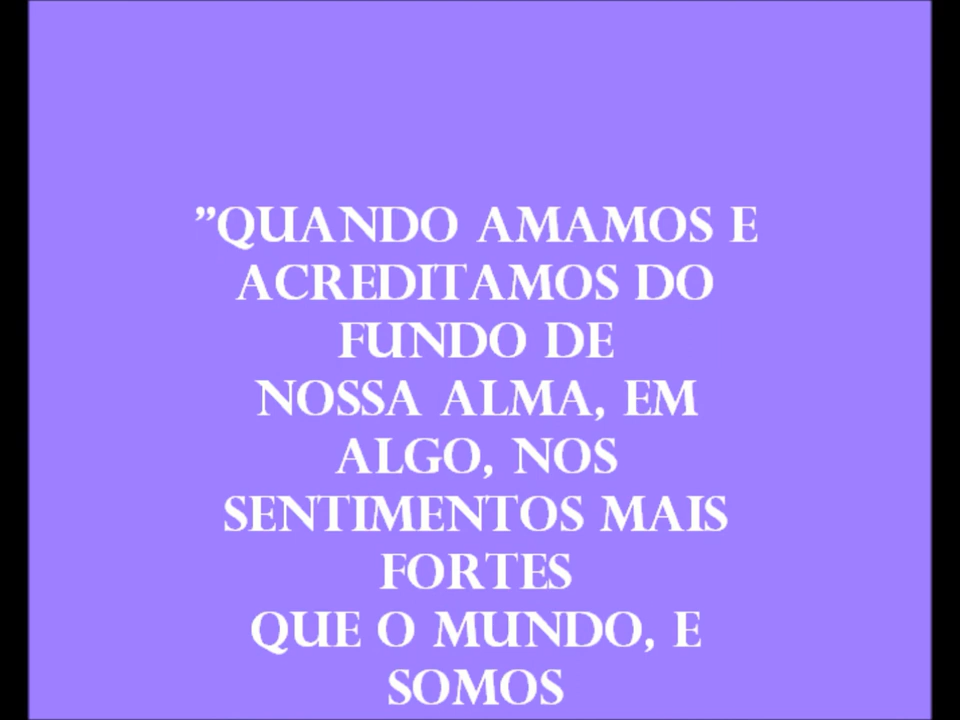 ”QUANDO AMAMOS E
ACREDITAMOS DO
FUNDO DE
NOSSA ALMA, EM
ALGO, NOS
SENTIMENTOS MAIS
FORTES
QUE O MUNDO, E
SOMOS